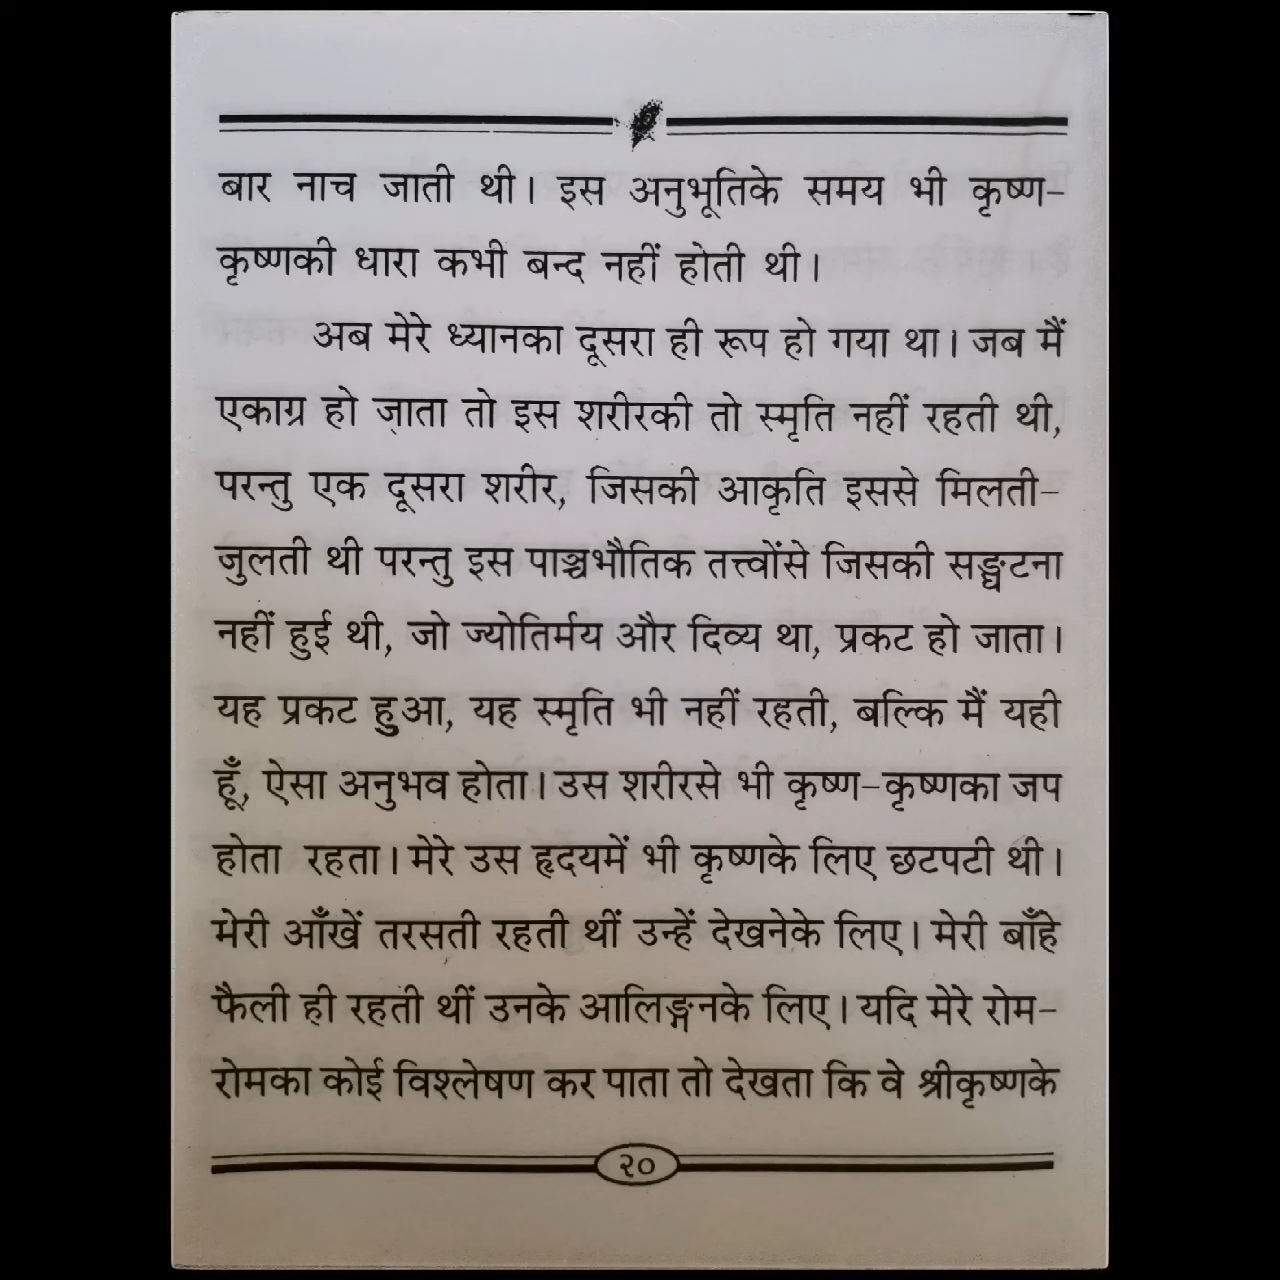 बार नाच जाती थी। इस अनुभूतिके समय भी कृष्ण-
कृष्णकी धारा कभी बन्द नहीं होती थी।
अब मेरे ध्यानका दूसरा ही रूप हो गया था। जब मैं
एकाग्र हो जाता तो इस शरीरकी तो स्मृति नहीं रहती थी,
परन्तु एक दूसरा शरीर, जिसकी आकृति इससे मिलती-
जुलती थी परन्तु इस पाञ्चभौतिक तत्त्वोंसे जिसकी सङ्घटना
नहीं हुई थी, जो ज्योतिर्मय और दिव्य था, प्रकट हो जाता।
यह प्रकट हुआ, यह स्मृति भी नहीं रहती, बल्कि मैं यही
हूँ, ऐसा अनुभव होता। उस शरीरसे भी कृष्ण-कृष्णका जप
होता रहता। मेरे उस हृदयमें भी कृष्णके लिए छटपटी थी।
मेरी आँखें तरसती रहती थीं उन्हें देखनेके लिए। मेरी बाँहे
फैली ही रहती थीं उनके आलिङ्गनके लिए। यदि मेरे रोम-
रोमका कोई विश्लेषण कर पाता तो देखता कि वे श्रीकृष्णके
२०